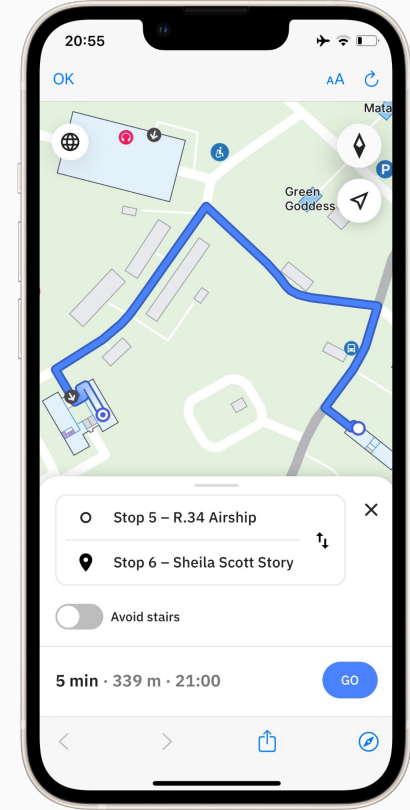 20:55
OK
AA
Mata
P
Green
Goddess
Stop 5 – R.34 Airship
Stop 6 – Sheila Scott Story
Avoid stairs
5 min · 339 m · 21:00
GO